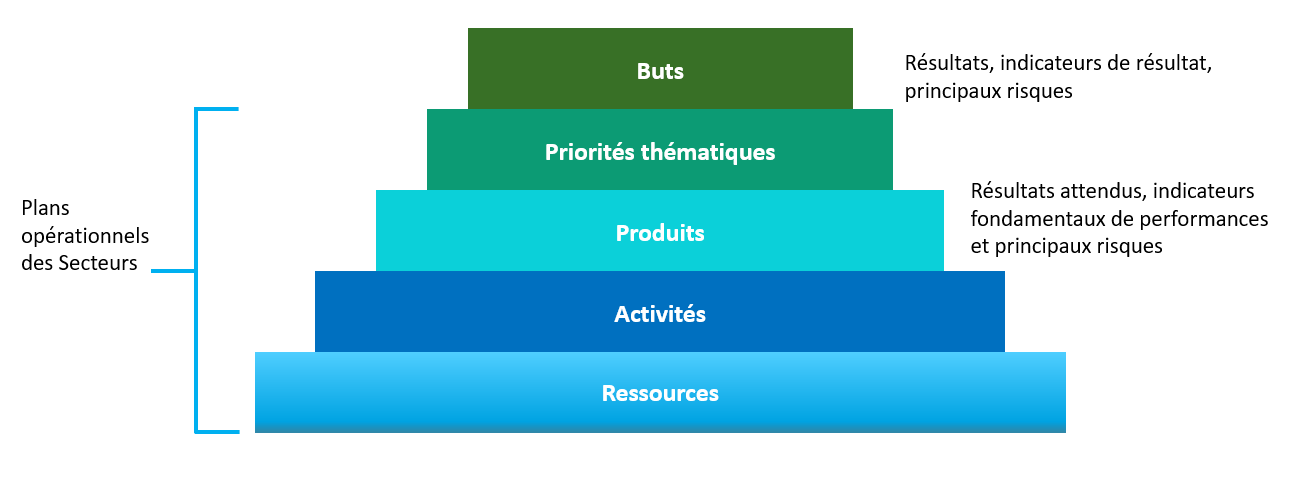 Buts
Résultats, indicateurs de résultat,
principaux risques
Priorités thématiques
Résultats attendus, indicateurs
fondamentaux de performances
et principaux risques
Produits
Plans
opérationnels
des Secteurs
Activités
Ressources